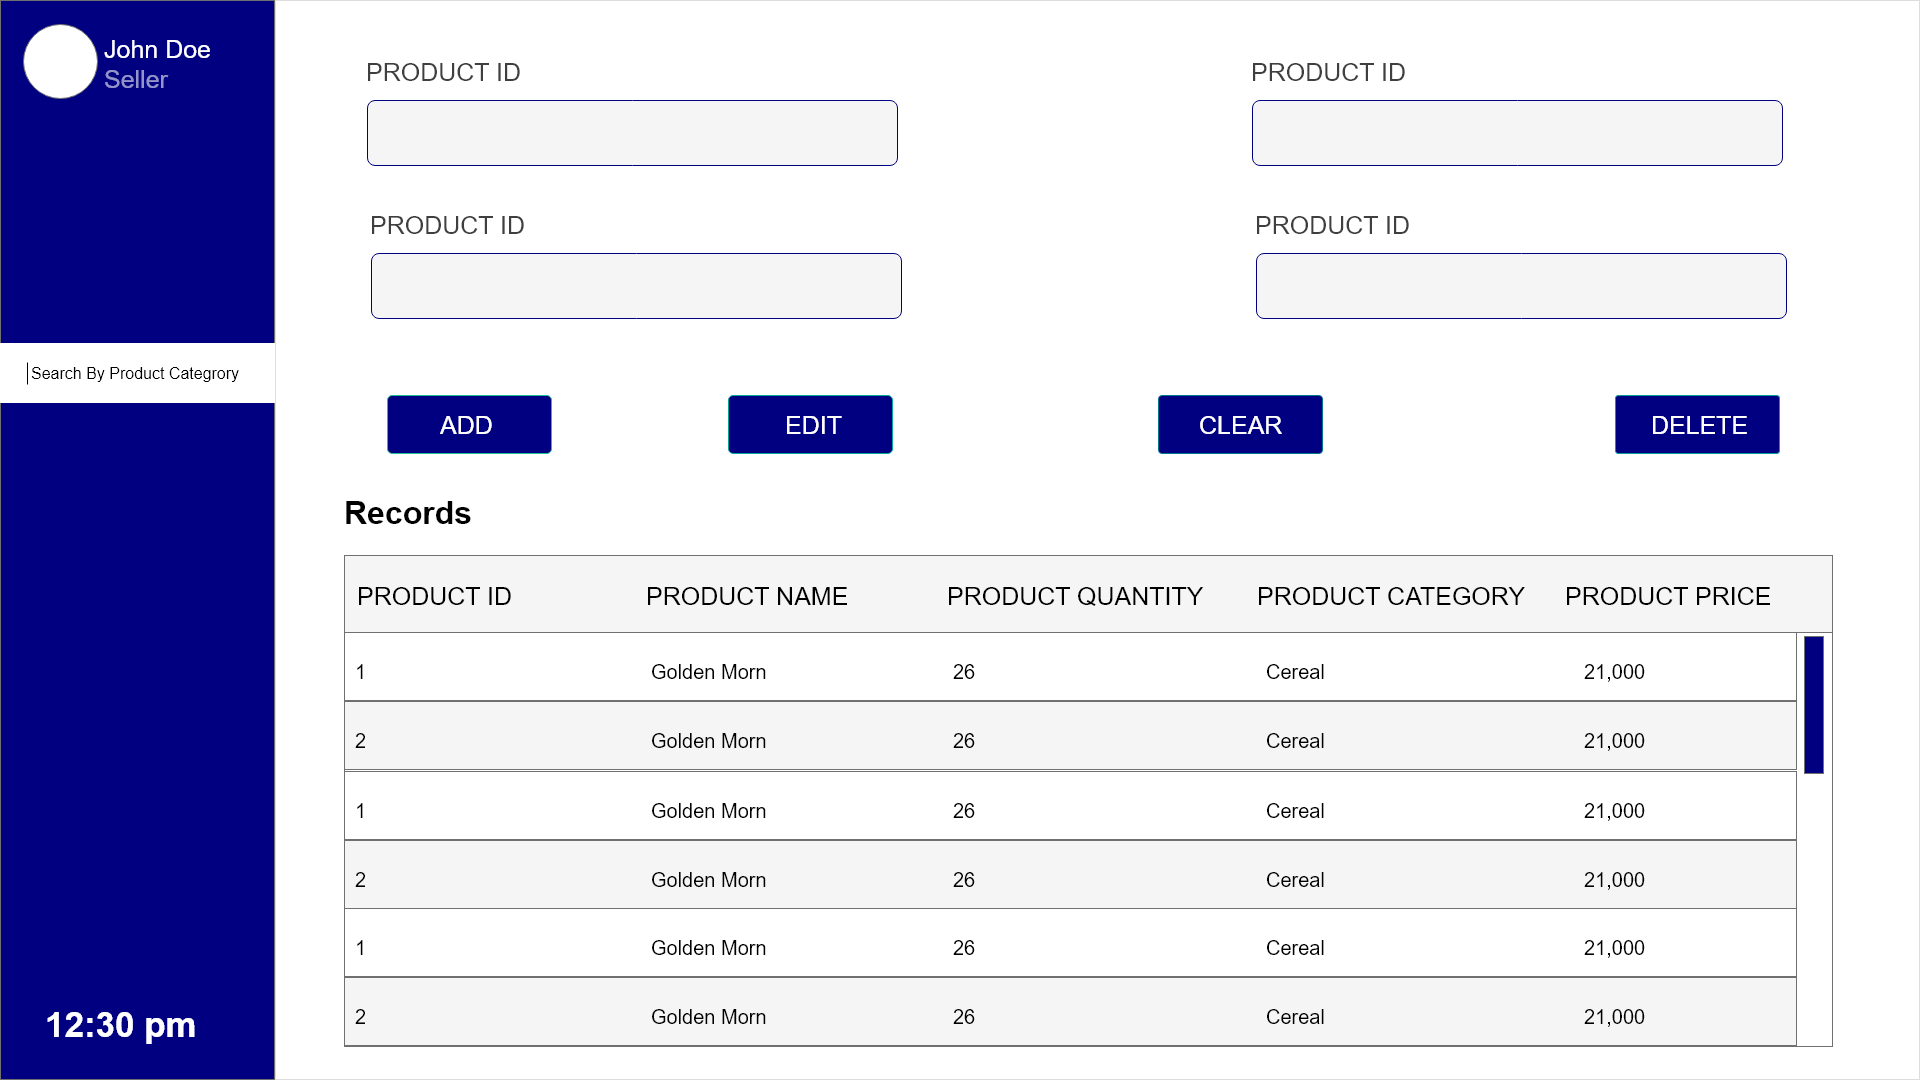 John Doe
Seller
Search By Product Categrory
12:30 pm
PRODUCT ID
PRODUCT ID
PRODUCT ID
PRODUCT ID
ADD EDIT CLEAR DELETE
Records
PRODUCT ID PRODUCT NAME PRODUCT QUANTITY PRODUCT CATEGORY PRODUCT PRICE
1 Golden Morn 26 Cereal 21,000
2 Golden Morn 26 Cereal 21,000
1 Golden Morn 26 Cereal 21,000
2 Golden Morn 26 Cereal 21,000
1 Golden Morn 26 Cereal 21,000
2 Golden Morn 26 Cereal 21,000